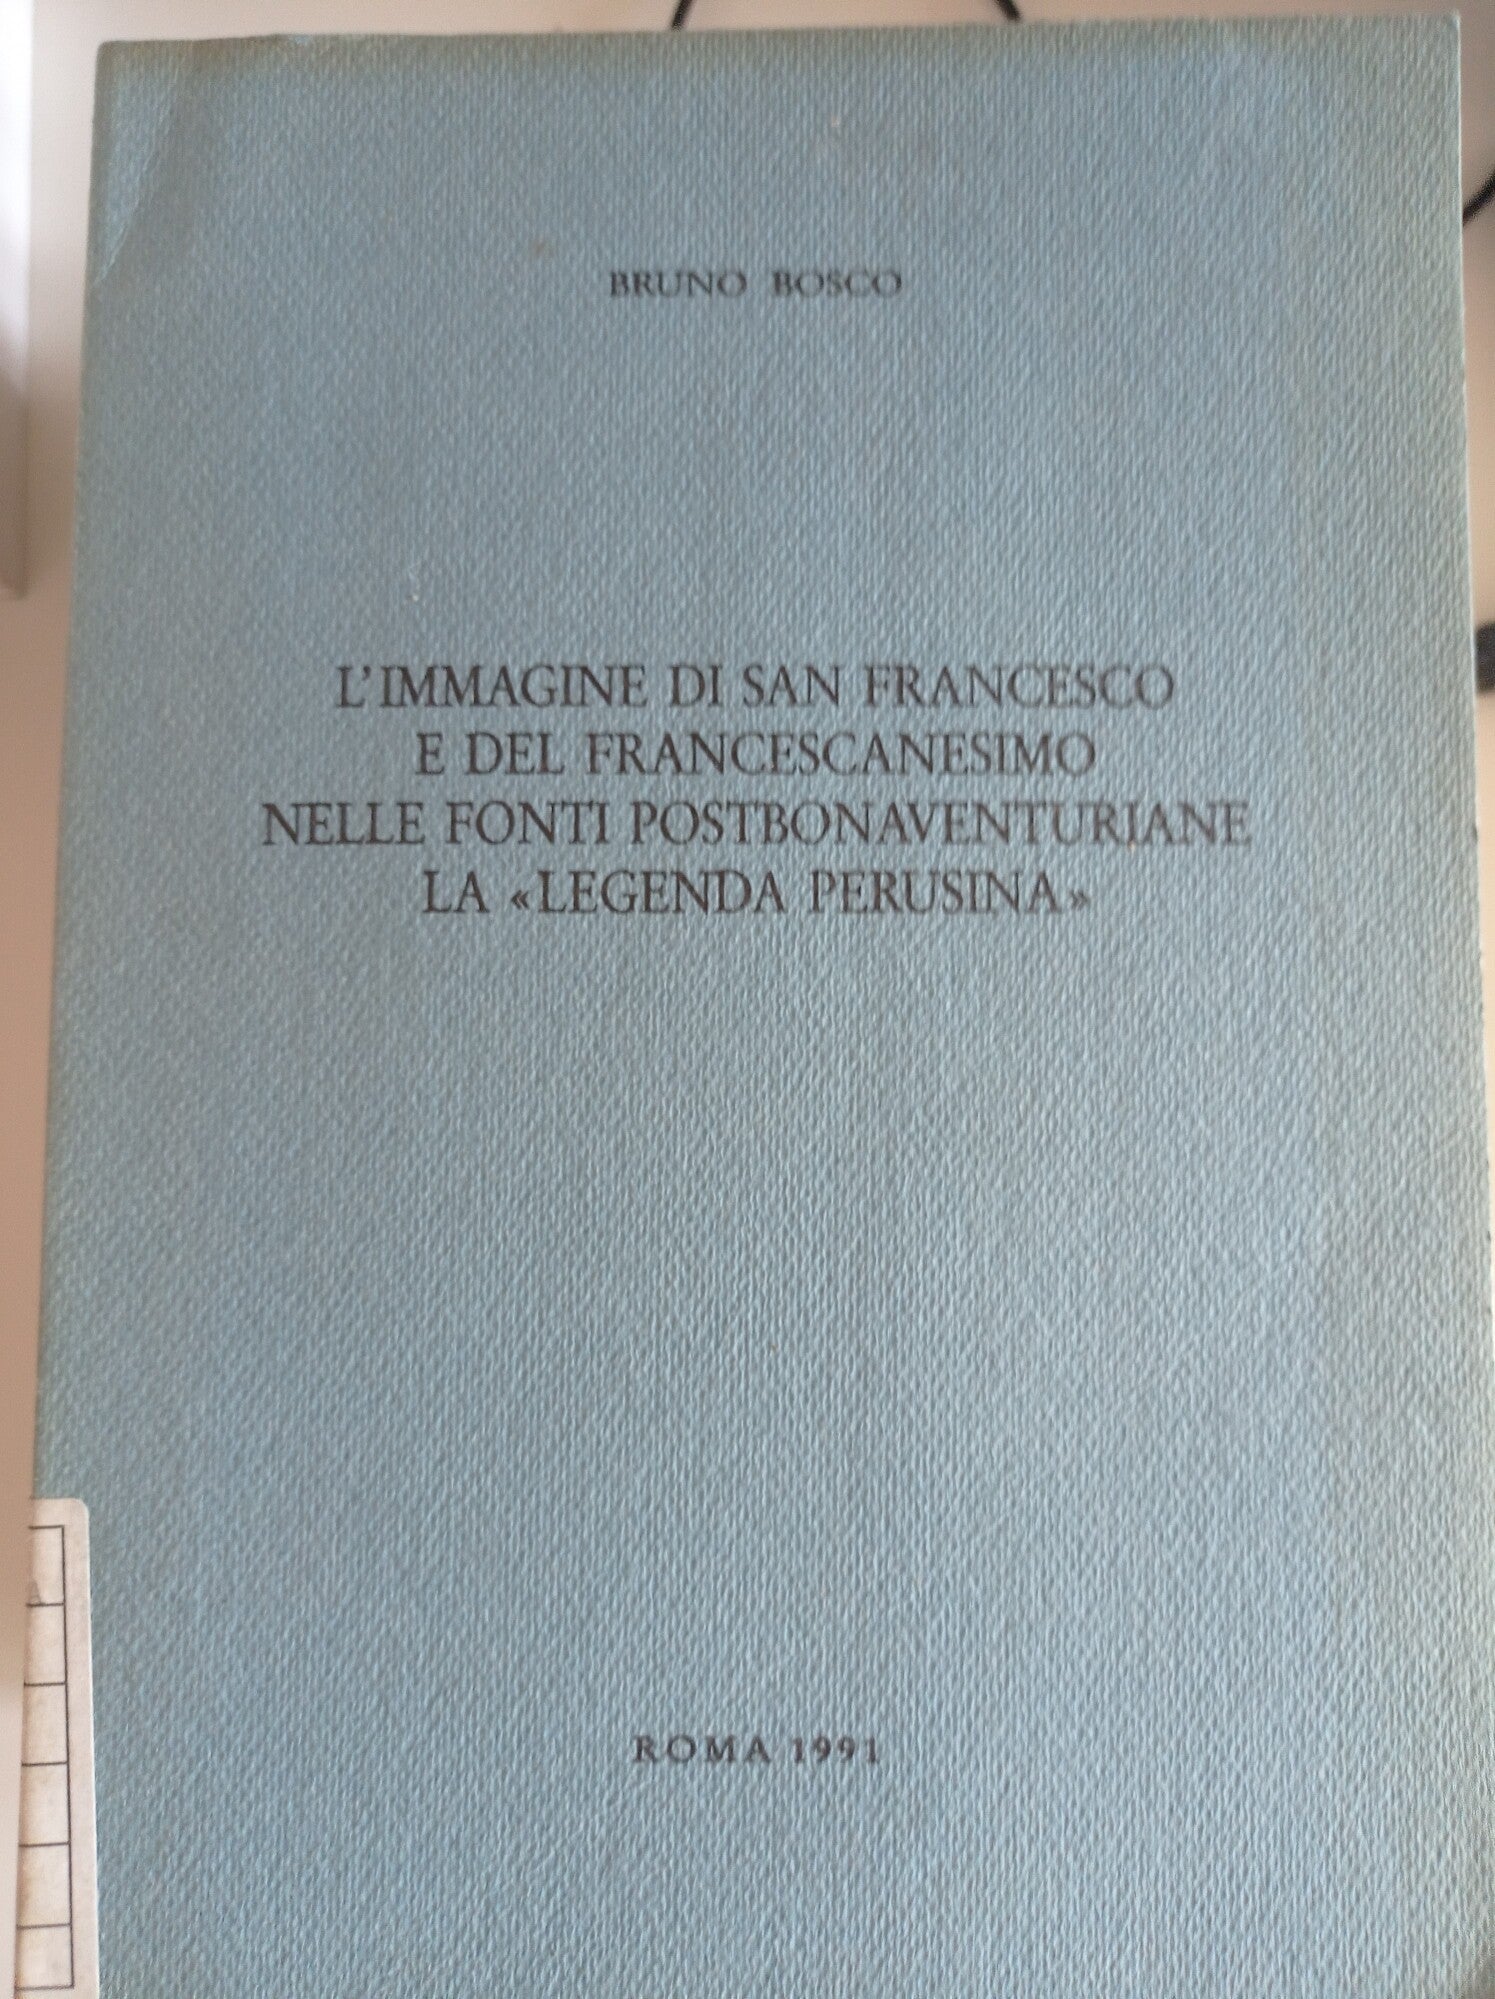 BRUNO BOSCO
L'IMMAGINE DI SAN FRANCESCO
E DEL FRANCESCANESIMO
NELLE FONTI POSTBONAVENTURIANE
LA «LEGENDA PERUSINA»
ROMA 1991